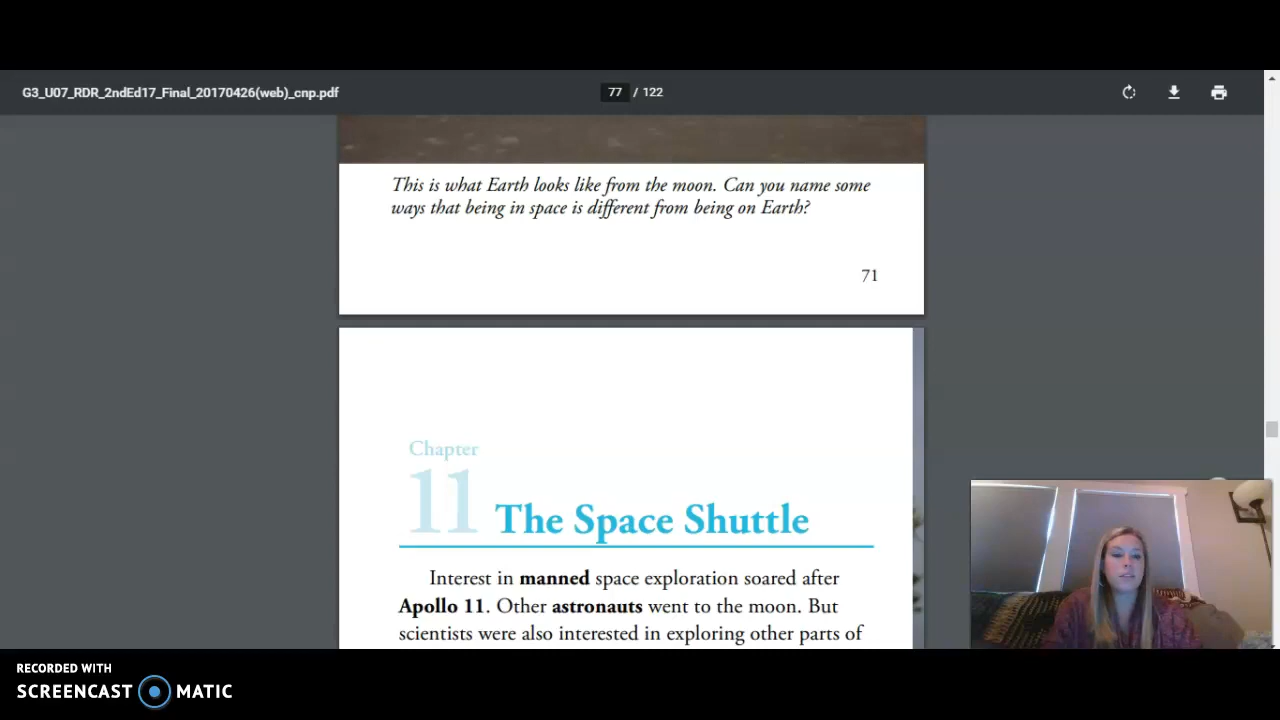 G3_U07_RDR_2ndEd17_Final_20170426(web)_cnp.pdf
77 / 122
This is what Earth looks like from the moon. Can you name some
ways that being in space is different from being on Earth?
71
Chapter
11 The Space Shuttle
Interest in manned space exploration soared after
Apollo 11. Other astronauts went to the moon. But
scientists were also interested in exploring other parts of
RECORDED WITH
SCREENCAST MATIC